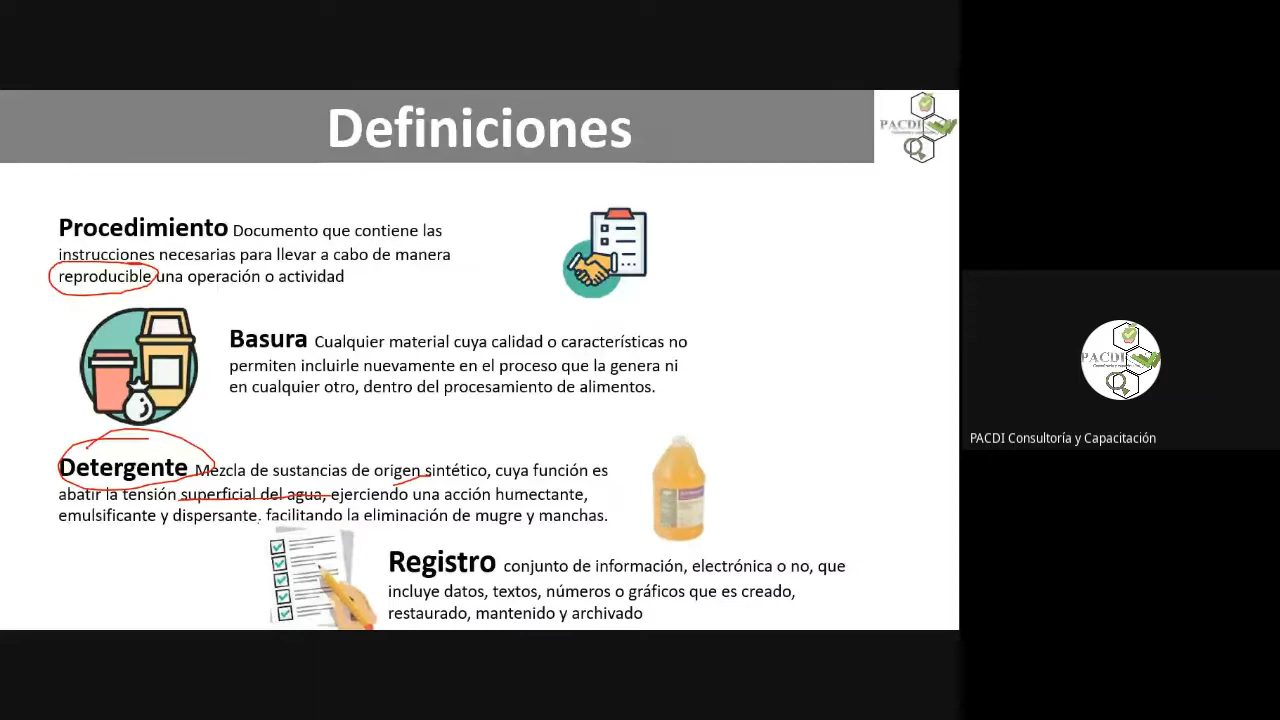 Definiciones
PACDI
Procedimiento Documento que contiene las
instrucciones necesarias para llevar a cabo de manera
reproducible una operación o actividad
Basura Cualquier material cuya calidad o características no
permiten incluirle nuevamente en el proceso que la genera ni
en cualquier otro, dentro del procesamiento de alimentos.
Detergente Mezcla de sustancias de origen sintético, cuya función es
abatir la tensión superficial del agua, ejerciendo una acción humectante,
emulsificante y dispersante, facilitando la eliminación de mugre y manchas.
Registro conjunto de información, electrónica o no, que
incluye datos, textos, números o gráficos que es creado,
restaurado, mantenido y archivado
PACDI
PACDI Consultoría y Capacitación